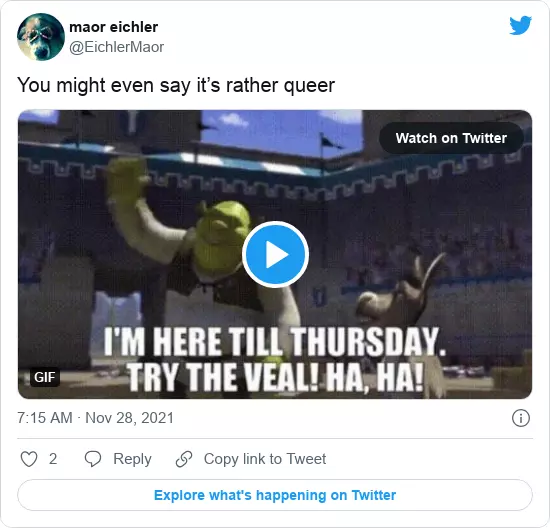 maor eichler
@EichlerMaor
You might even say it’s rather queer
Watch on Twitter
I'M HERE TILL THURSDAY.
TRY THE VEAL! HA, HA!
GIF
7:15 AM · Nov 28, 2021
2 Reply Copy link to Tweet
Explore what's happening on Twitter